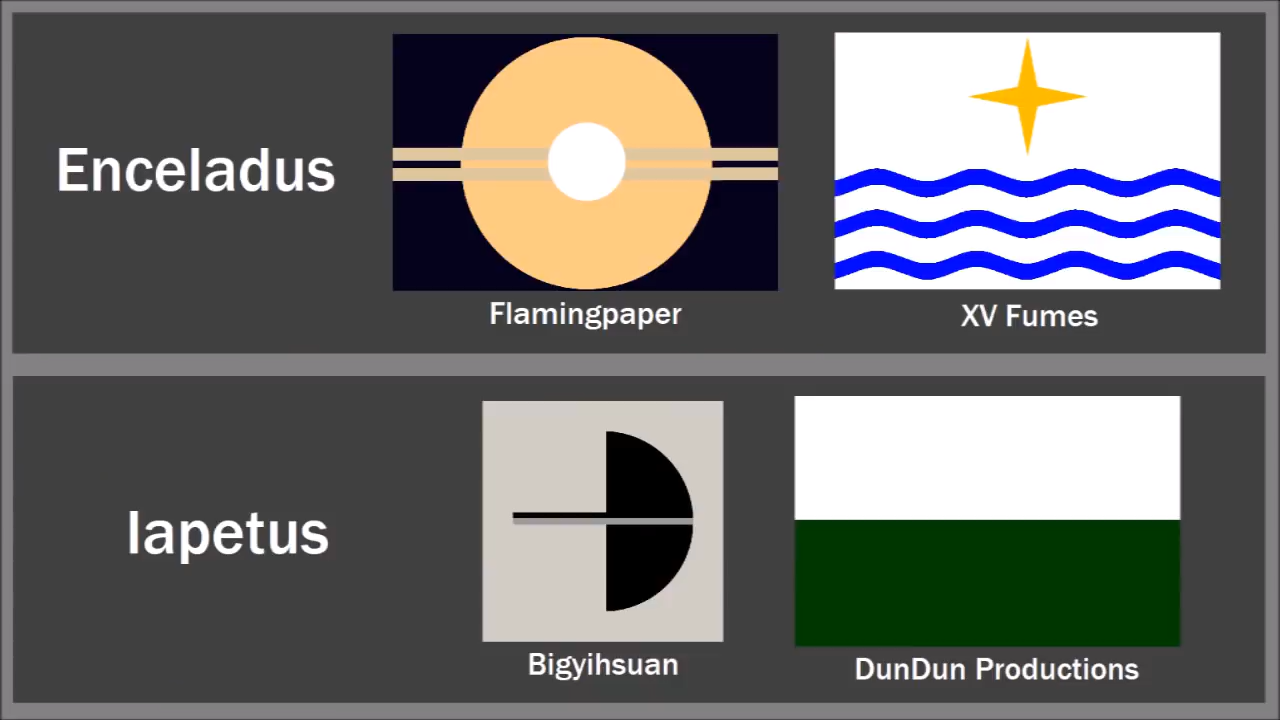 Enceladus
Flamingpaper
XV Fumes
Iapetus
Bigyihsuan
DunDun Productions